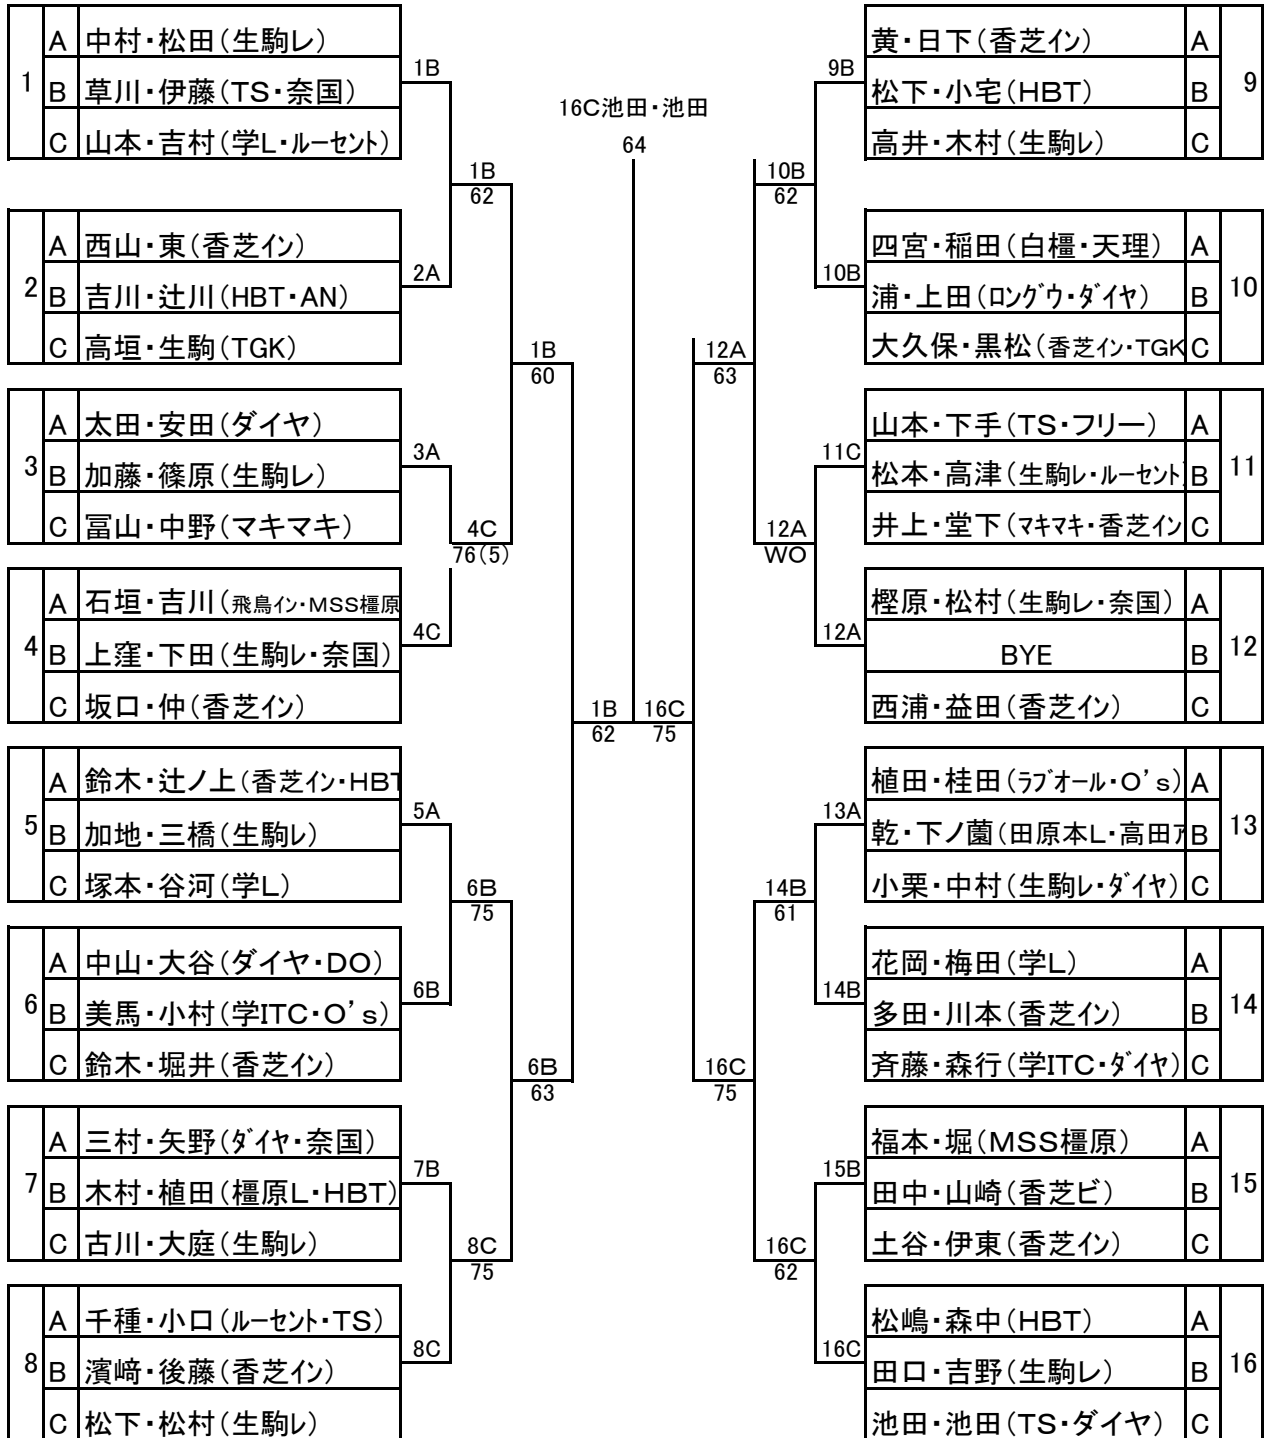 16C池田・池田
64
1
A 中村・松田(生駒レ)
B 草川・伊藤(TS・奈国)
C 山本・吉村(学L・ルーセント)
1B
1B
62
2
A 西山・東(香芝イン)
B 吉川・辻川(HBT・AN)
C 高垣・生駒(TGK)
2A
1B
60
3
A 太田・安田(ダイヤ)
B 加藤・篠原(生駒レ)
C 冨山・中野(マキマキ)
3A
4C
76(5)
4
A 石垣・吉川(飛鳥イン・MSS橿原
B 上窪・下田(生駒レ・奈国)
C 坂口・仲(香芝イン)
4C
1B
62
5
A 鈴木・辻ノ上(香芝イン・HBT
B 加地・三橋(生駒レ)
C 塚本・谷河(学L)
5A
6B
75
6
A 中山・大谷(ダイヤ・DO)
B 美馬・小村(学ITC・O's)
C 鈴木・堀井(香芝イン)
6B
6B
63
7
A 三村・矢野(ダイヤ・奈国)
B 木村・植田(橿原L・HBT)
C 古川・大庭(生駒レ)
7B
8C
75
8
A 千種・小口(ルーセント・TS)
B 濱﨑・後藤(香芝イン)
C 松下・松村(生駒レ)
8C
黄・日下(香芝イン) A
松下・小宅(HBT) B
高井・木村(生駒レ) C
9
9B
10B
62
四宮・稲田(白橿・天理) A
浦・上田(ロングウ・ダイヤ) B
大久保・黒松(香芝イン・TGK C
10
10B
12A
63
山本・下手(TS・フリー) A
松本・高津(生駒レ・ルーセント) B
井上・堂下(マキマキ・香芝イン C
11
11C
12A
WO
樫原・松村(生駒レ・奈国) A
BYE B
西浦・益田(香芝イン) C
12
12A
16C
75
植田・桂田(ラブオール・O's) A
乾・下ノ薗(田原本L・高田ア B
小栗・中村(生駒レ・ダイヤ) C
13
13A
14B
61
花岡・梅田(学L) A
多田・川本(香芝イン) B
斉藤・森行(学ITC・ダイヤ) C
14
14B
16C
75
福本・堀(MSS橿原) A
田中・山崎(香芝ビ) B
土谷・伊東(香芝イン) C
15
15B
16C
62
松嶋・森中(HBT) A
田口・吉野(生駒レ) B
池田・池田(TS・ダイヤ) C
16
16C